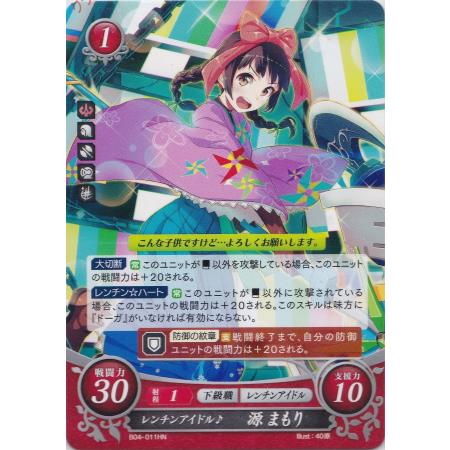 1
こんな子供ですけど…よろしくお願いします。
大切断 常 このユニットが■以外を攻撃している場合、このユニット
の戦闘力は＋20される。
レンチン☆ハート 常 このユニットが■以外に攻撃されている
場合、このユニットの戦闘力は＋20される。このスキルは味方に
『ドーガ』がいなければ有効にならない。
防御の紋章 支 戦闘終了まで、自分の防御
ユニットの戦闘力は＋20される。
戦闘力
30
射程 1
下級職
レンチンアイドル
支援力
10
レンチンアイドル♪ 源 まもり
B04-011HN
Illust：40原